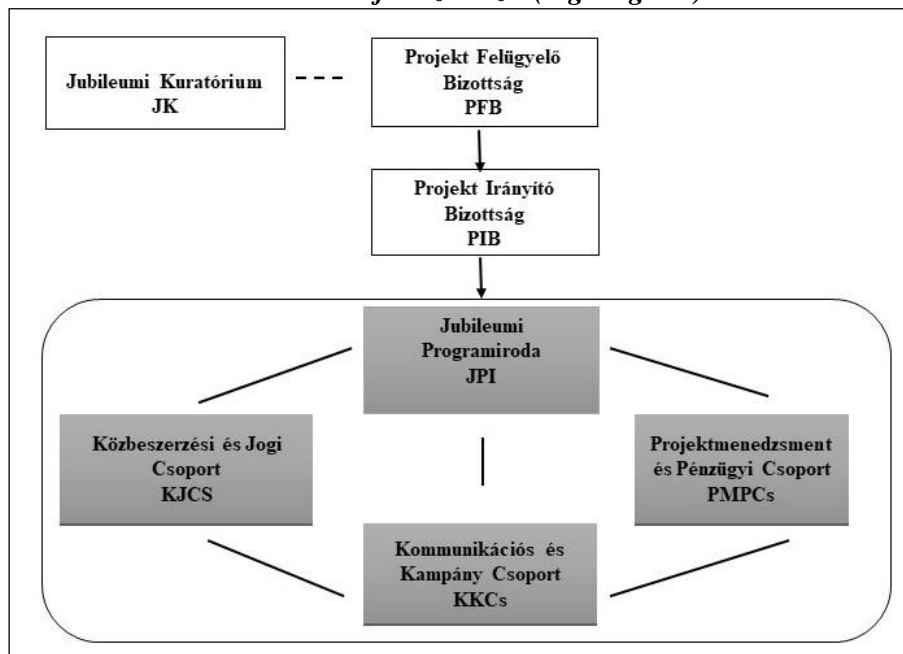 Jubileumi Kuratórium
JK
Projekt Felügyelő
Bizottság
PFB
Projekt Irányító
Bizottság
PIB
Jubileumi
Programiroda
JPI
Közbeszerzési és Jogi
Csoport
KJCS
Projektmenedzsment
és Pénzügyi Csoport
PMPCs
Kommunikációs és
Kampány Csoport
KKCs